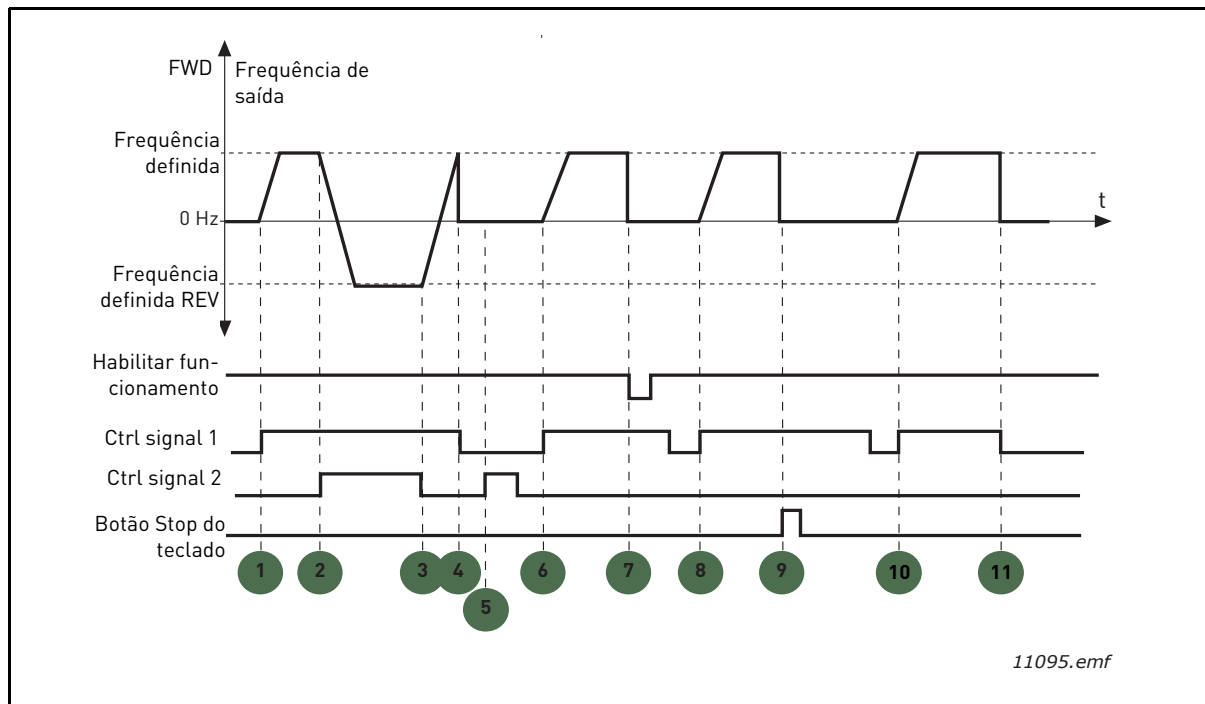 FWD
Frequência de
saída
Frequência
definida
t
0 Hz
Frequência
definida REV
Habilitar fun-
cionamento
Ctrl signal 1
Ctrl signal 2
Botão Stop do
teclado
1
2
3
4
5
6
7
8
9
10
11
11095.emf